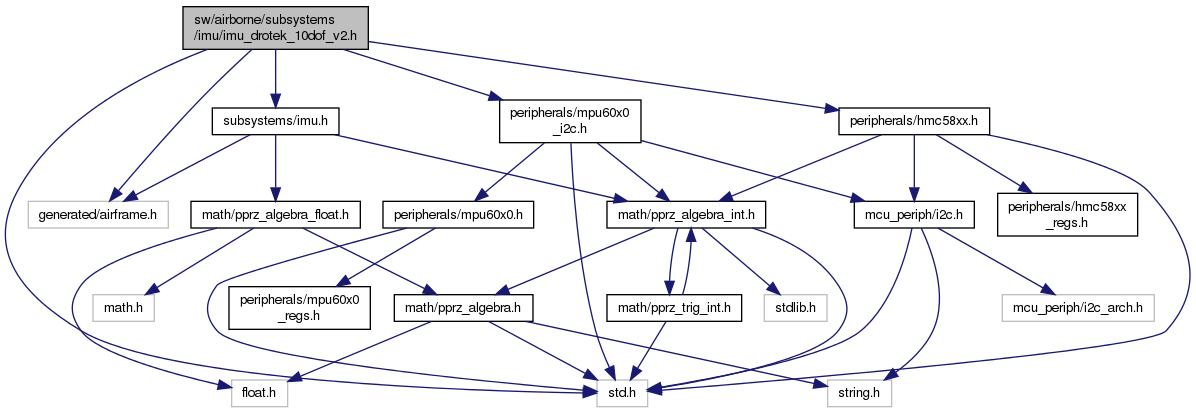 sw/airborne/subsystems
/imu/imu_drotek_10dof_v2.h
subsystems/imu.h
peripherals/mpu60x0
_i2c.h
peripherals/hmc58xx.h
generated/airframe.h
math/pprz_algebra_float.h
peripherals/mpu60x0.h
math/pprz_algebra_int.h
mcu_periph/i2c.h
peripherals/hmc58xx
_regs.h
math.h
peripherals/mpu60x0
_regs.h
math/pprz_algebra.h
math/pprz_trig_int.h
stdlib.h
mcu_periph/i2c_arch.h
float.h
std.h
string.h